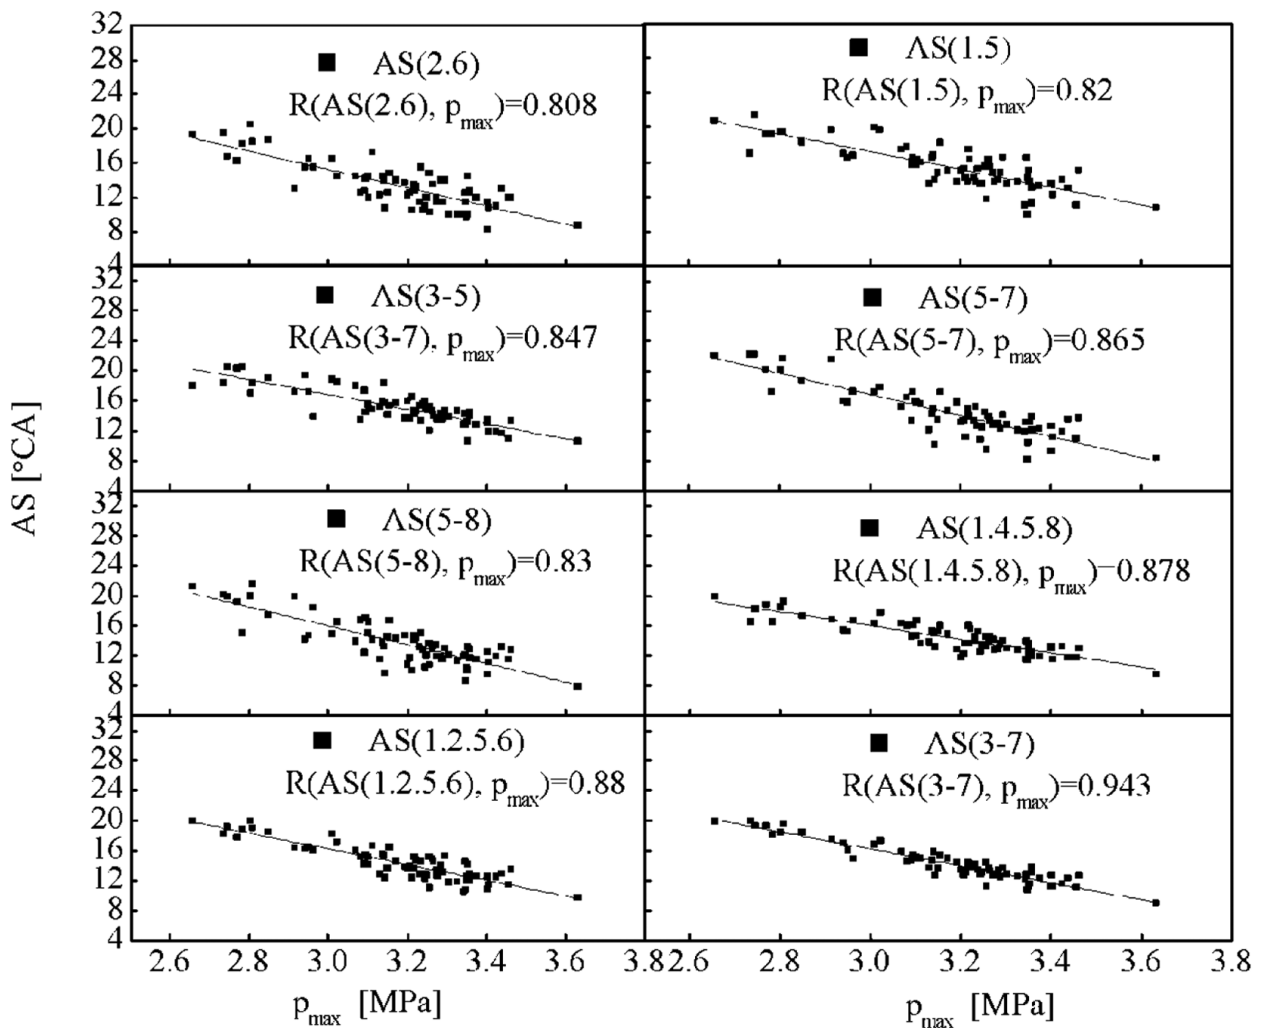 AS [°CA]
32
28
24
20
16
12
8
4
AS(2.6)
R(AS(2.6), pmax)=0.808
AS(1.5)
R(AS(1.5), pmax)=0.82
32
28
24
20
16
12
8
4
AS(3-5)
R(AS(3-7), pmax)=0.847
AS(5-7)
R(AS(5-7), pmax)=0.865
32
28
24
20
16
12
8
4
AS(5-8)
R(AS(5-8), pmax)=0.83
AS(1.4.5.8)
R(AS(1.4.5.8), pmax)=0.878
32
28
24
20
16
12
8
4
AS(1.2.5.6)
R(AS(1.2.5.6), pmax)=0.88
AS(3-7)
R(AS(3-7), pmax)=0.943
2.6 2.8 3.0 3.2 3.4 3.6 3.8
2.6 2.8 3.0 3.2 3.4 3.6 3.8
pmax [MPa]
pmax [MPa]